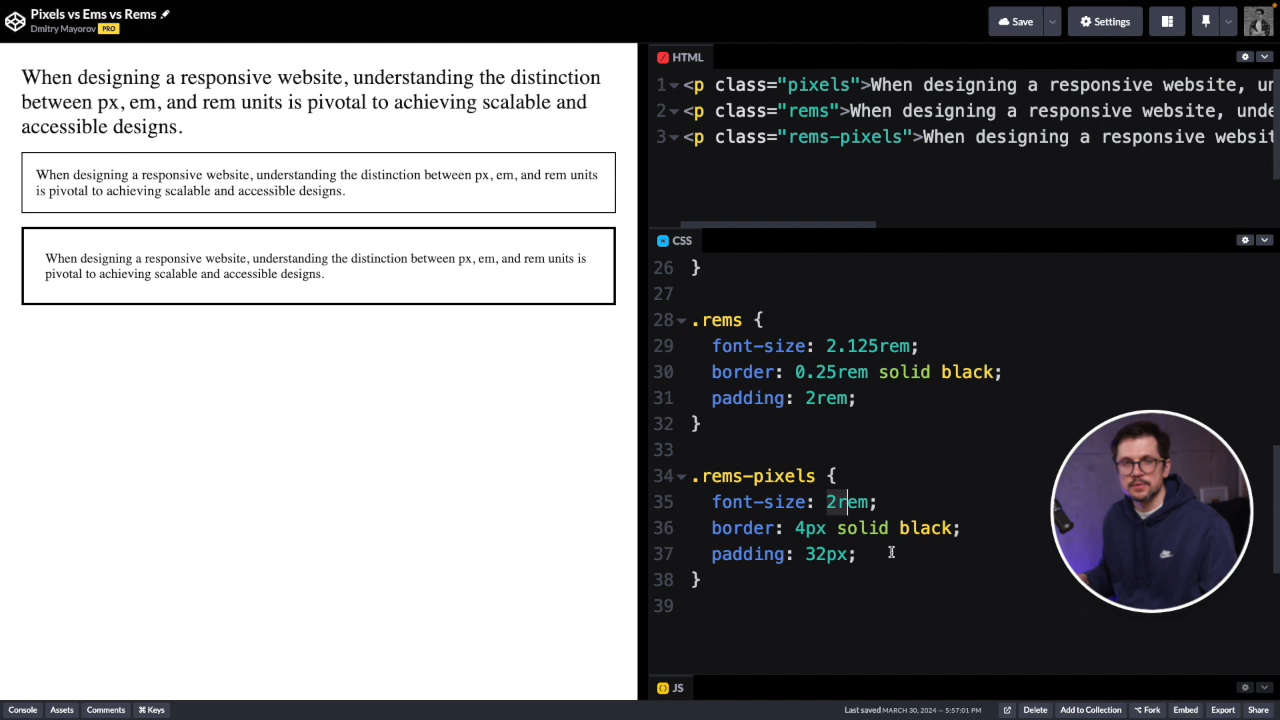 Pixels vs Ems vs Rems
Dmitry Mayorov PRO
Save
Settings
When designing a responsive website, understanding the distinction
between px, em, and rem units is pivotal to achieving scalable and
accessible designs.
When designing a responsive website, understanding the distinction between px, em, and rem units
is pivotal to achieving scalable and accessible designs.
When designing a responsive website, understanding the distinction between px, em, and rem units is
pivotal to achieving scalable and accessible designs.
HTML
1 <p class="pixels">When designing a responsive website, un
2 <p class="rems">When designing a responsive website, unde
3 <p class="rems-pixels">When designing a responsive websit
CSS
26 }
27
28 .rems {
29 font-size: 2.125rem;
30 border: 0.25rem solid black;
31 padding: 2rem;
32 }
33
34 .rems-pixels {
35 font-size: 2rem;
36 border: 4px solid black;
37 padding: 32px;
38 }
39
JS
Console Assets Comments ⌘ Keys
Last saved MARCH 30, 2024 — 5:57:01 PM
Delete Add to Collection Fork Embed Export Share